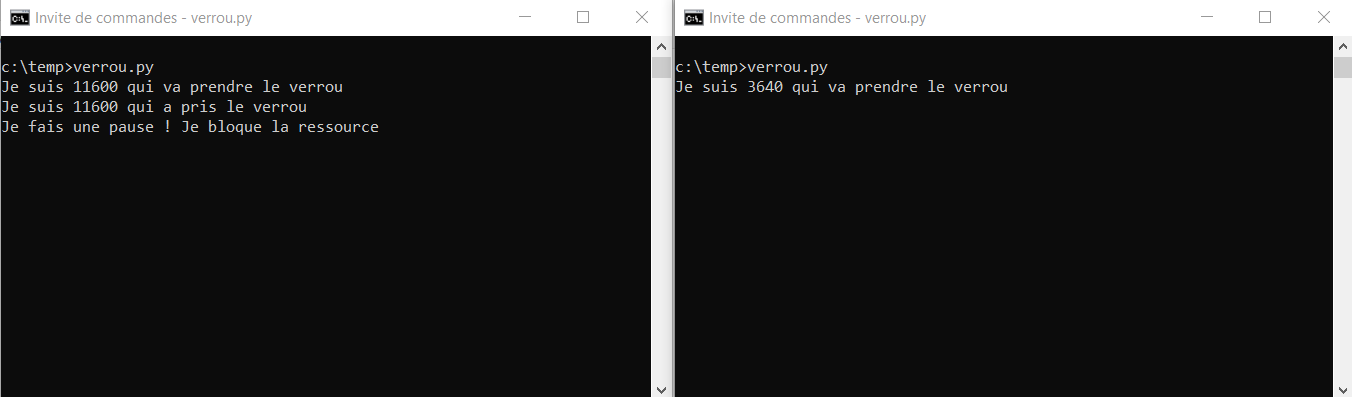 Invite de commandes - verrou.py
c:\temp>verrou.py
Je suis 11600 qui va prendre le verrou
Je suis 11600 qui a pris le verrou
Je fais une pause ! Je bloque la ressource
Invite de commandes - verrou.py
c:\temp>verrou.py
Je suis 3640 qui va prendre le verrou